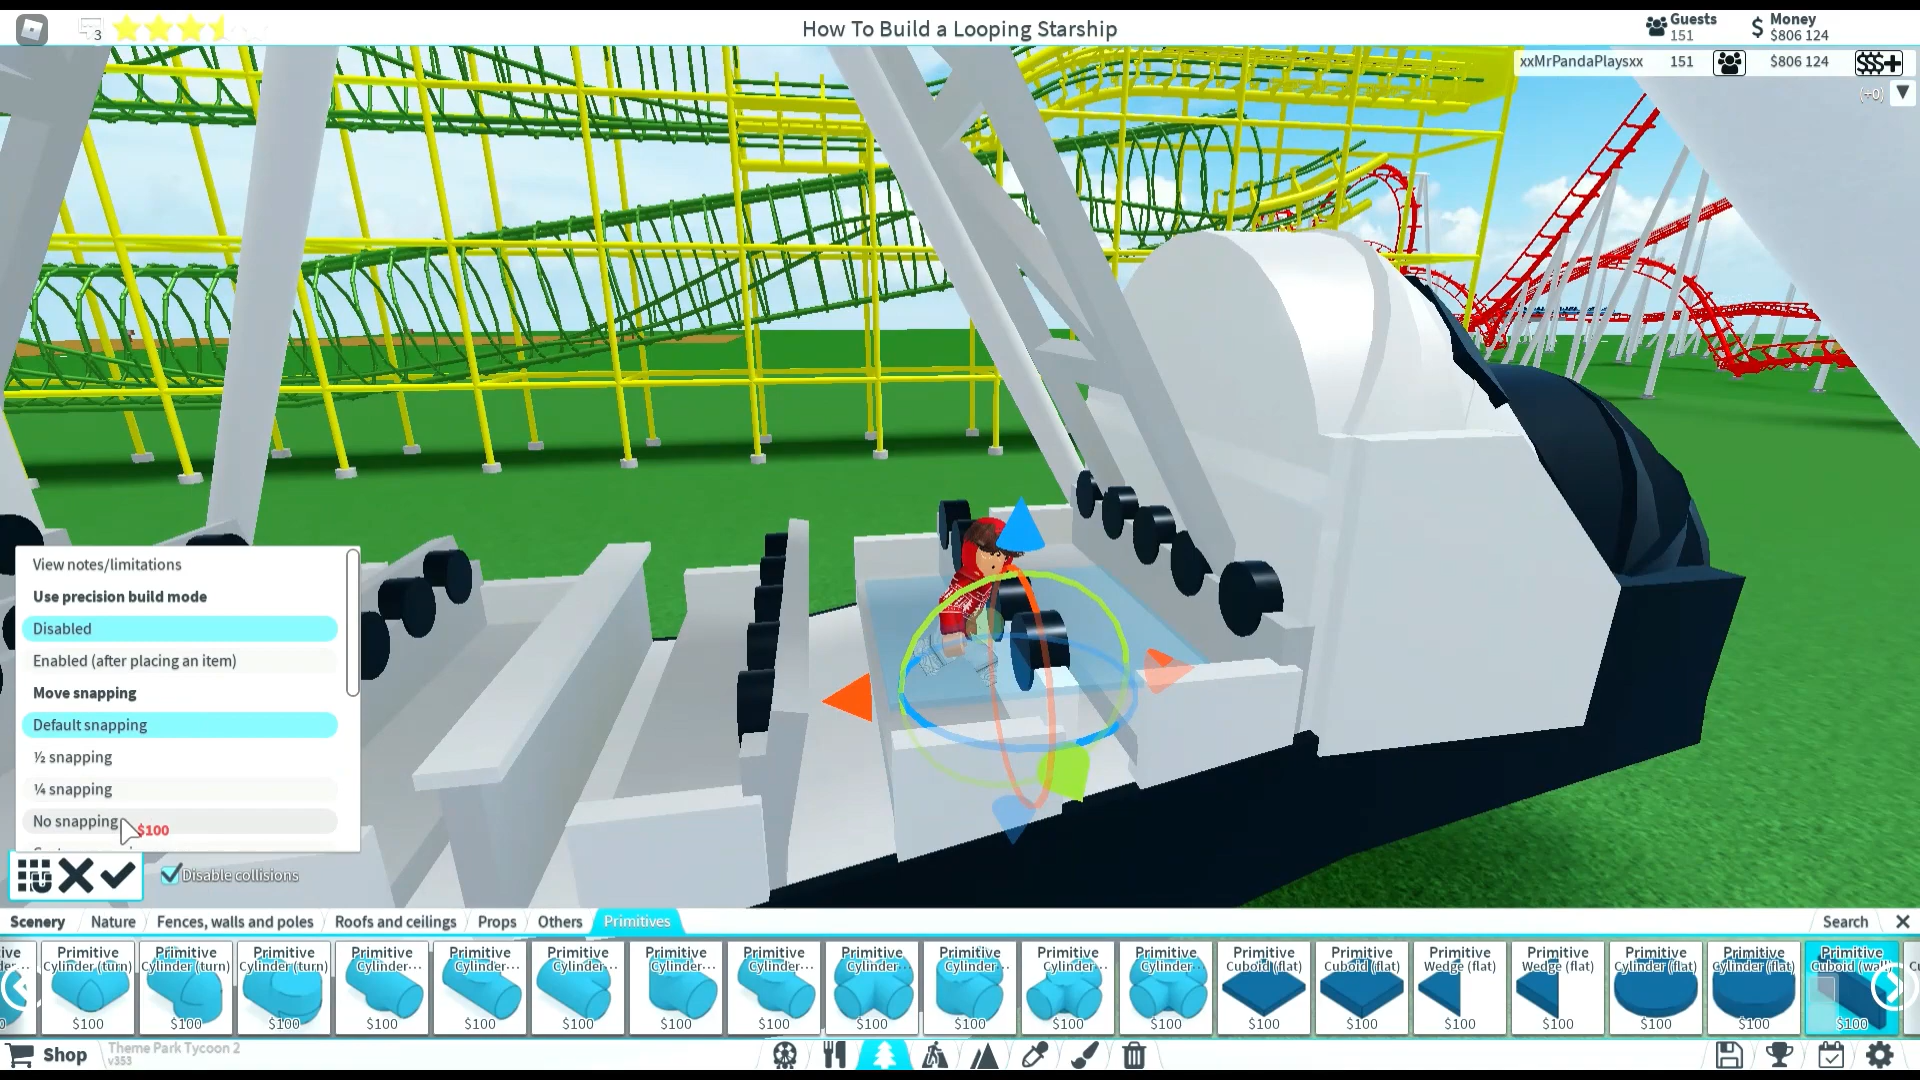 3
How To Build a Looping Starship
Guests
151
Money
$806 124
xxMrPandaPlaysxx 151 $806 124
$$$+
(+0)
View notes/limitations
Use precision build mode
Disabled
Enabled (after placing an item)
Move snapping
Default snapping
½ snapping
¼ snapping
No snapping
$100
Disable collisions
Scenery Nature Fences, walls and poles Roofs and ceilings Props Others Primitives Search
Primitive Cylinder (turn) $100
Primitive Cylinder (turn) $100
Primitive Cylinder (turn) $100
Primitive Cylinder... $100
Primitive Cylinder... $100
Primitive Cylinder... $100
Primitive Cylinder... $100
Primitive Cylinder... $100
Primitive Cylinder... $100
Primitive Cylinder... $100
Primitive Cylinder... $100
Primitive Cylinder... $100
Primitive Cuboid (flat) $100
Primitive Cuboid (flat) $100
Primitive Wedge (flat) $100
Primitive Wedge (flat) $100
Primitive Cylinder (flat) $100
Primitive Cylinder (flat) $100
Primitive Cuboid (wall) $100
Shop
Theme Park Tycoon 2
v353